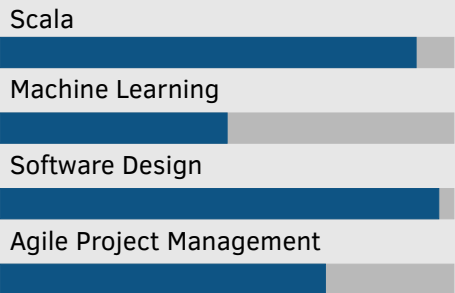 Scala
Machine Learning
Software Design
Agile Project Management